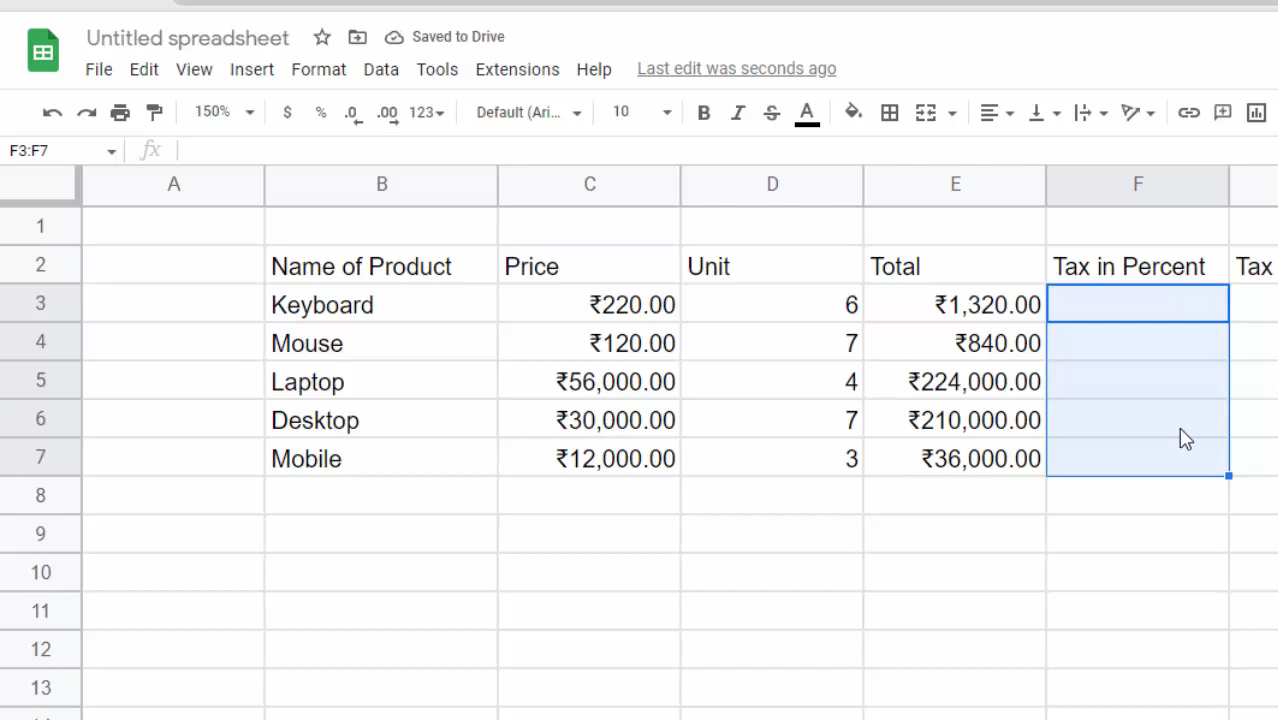 Untitled spreadsheet Saved to Drive
File Edit View Insert Format Data Tools Extensions Help Last edit was seconds ago
150% $ % .0 .00 123 Default (Ari... 10 B I S A
F3:F7 fx
A B C D E F
1
2 Name of Product Price Unit Total Tax in Percent Tax
3 Keyboard ₹220.00 6 ₹1,320.00
4 Mouse ₹120.00 7 ₹840.00
5 Laptop ₹56,000.00 4 ₹224,000.00
6 Desktop ₹30,000.00 7 ₹210,000.00
7 Mobile ₹12,000.00 3 ₹36,000.00
8
9
10
11
12
13